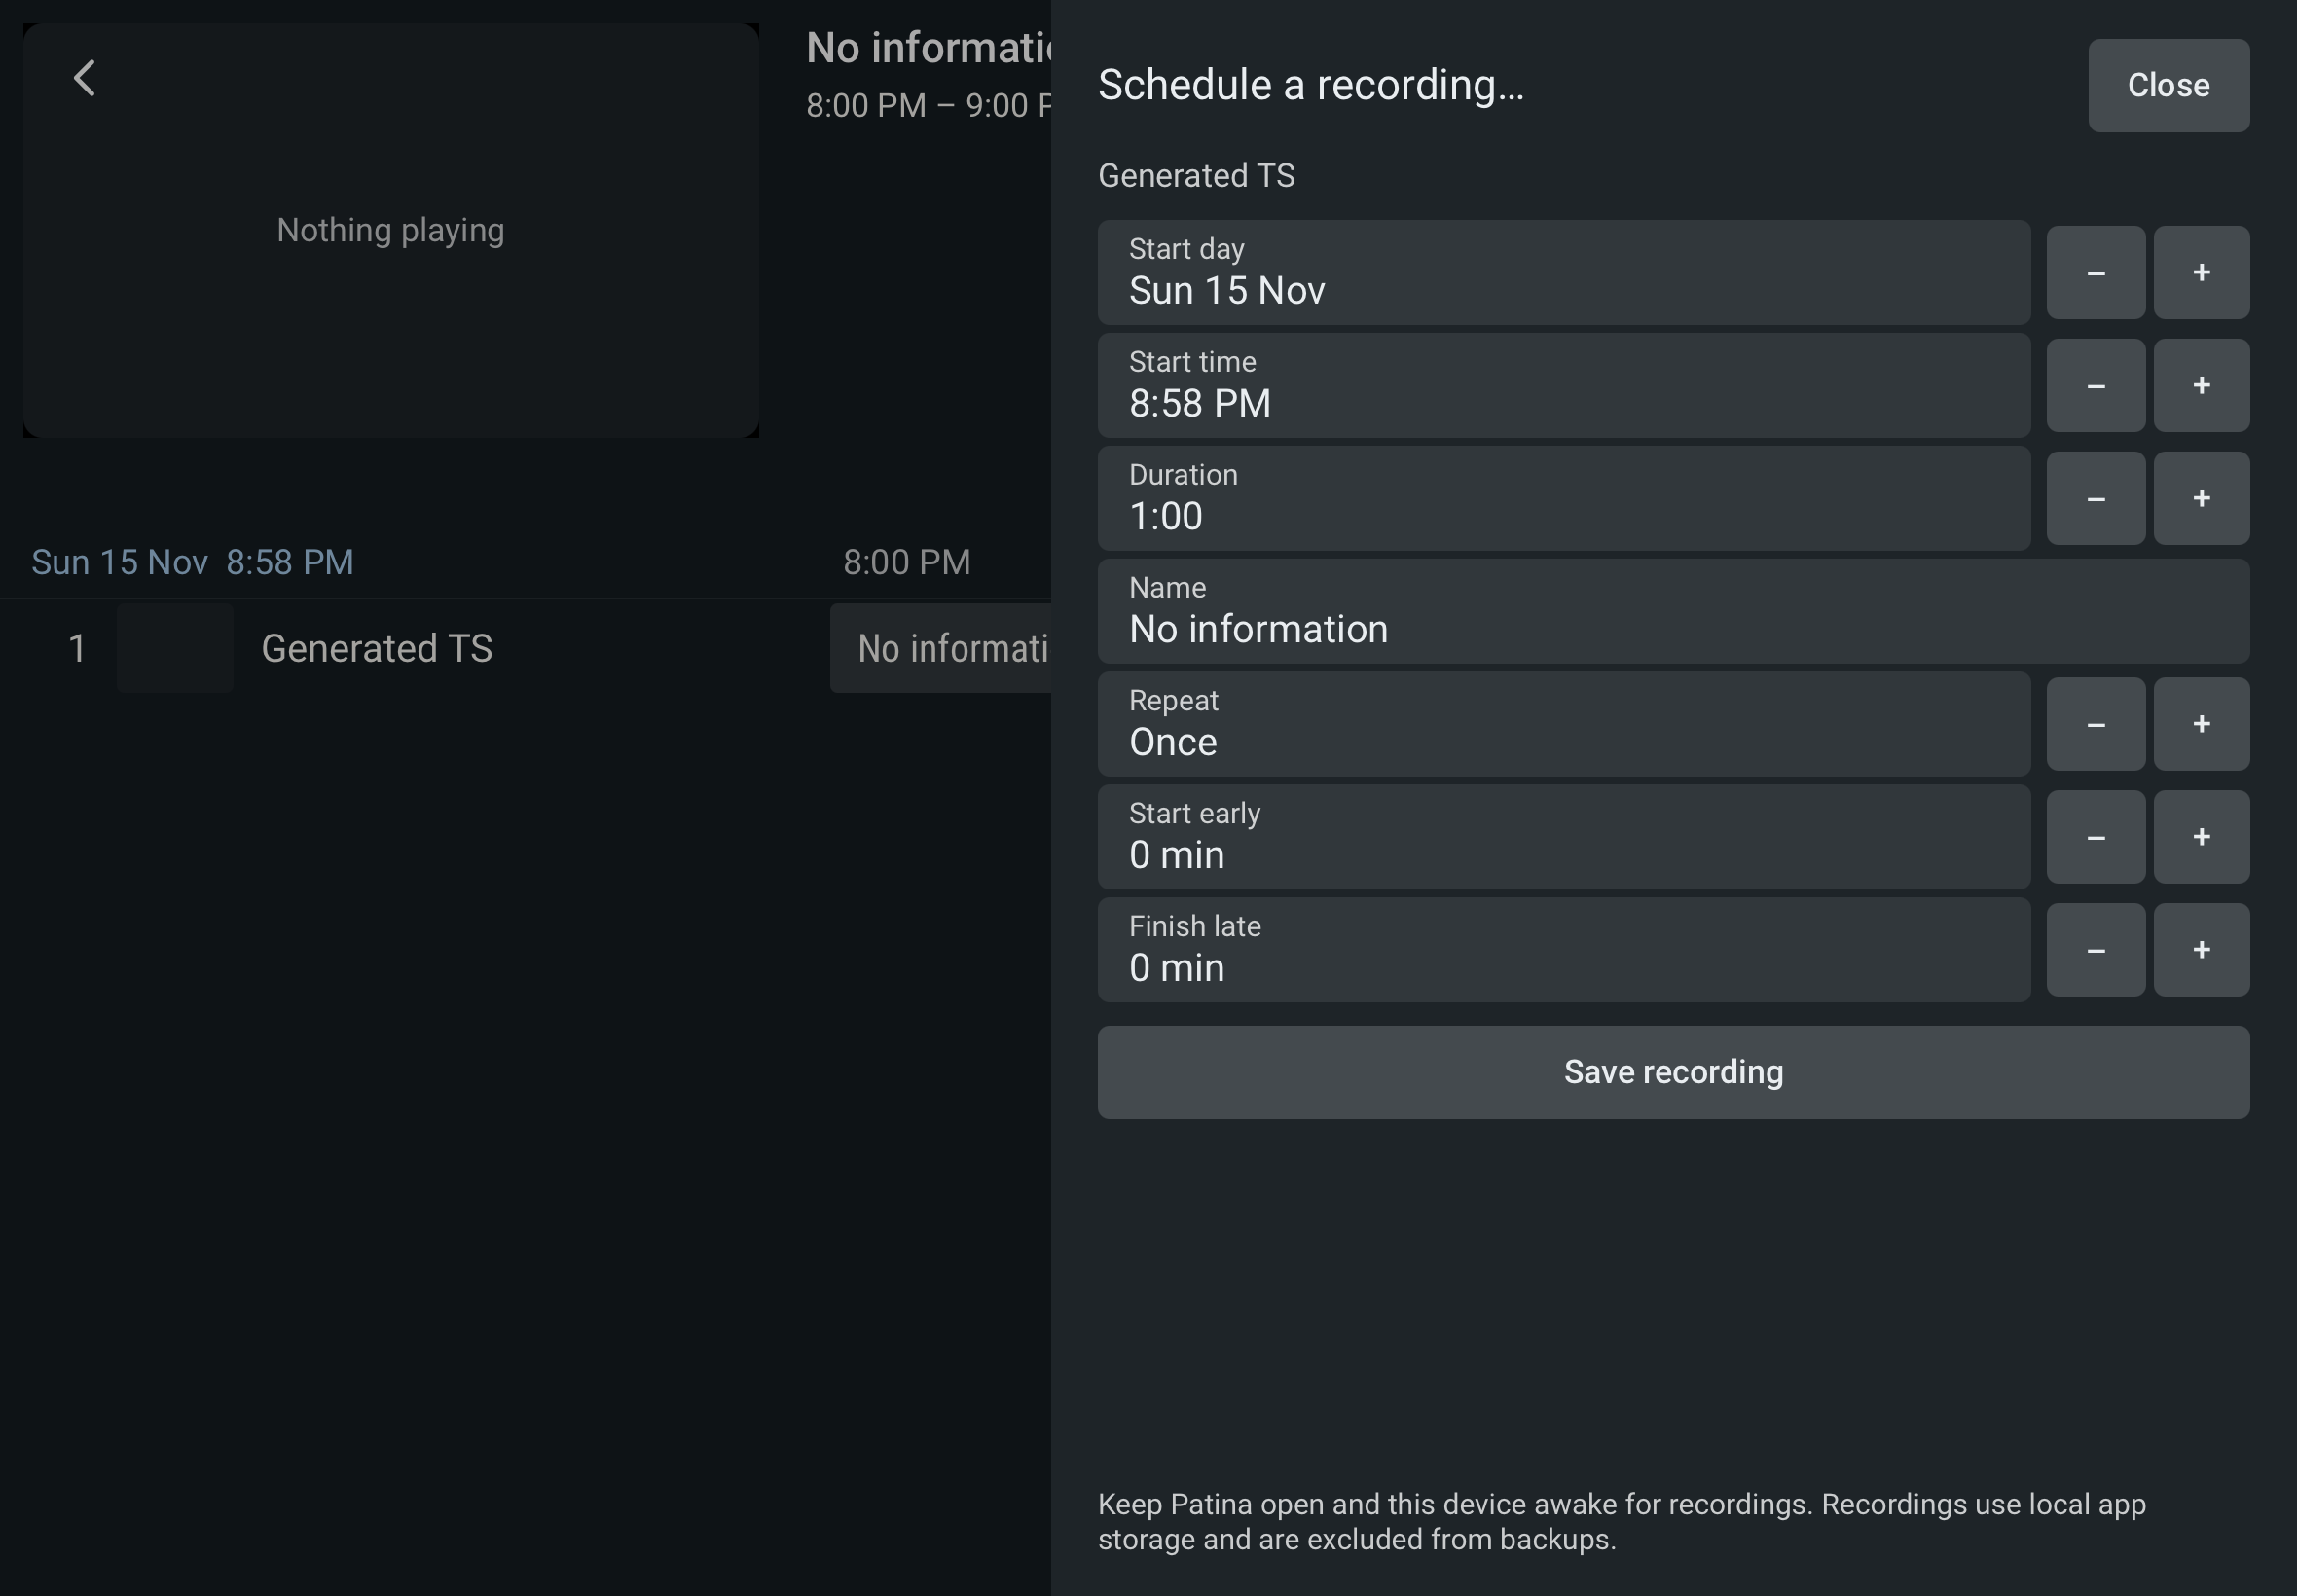 No informatio
8:00 PM – 9:00 P
Nothing playing
Sun 15 Nov 8:58 PM
8:00 PM
1
Generated TS
No informati
Schedule a recording...
Close
Generated TS
Start day
Sun 15 Nov
– +
Start time
8:58 PM
– +
Duration
1:00
– +
Name
No information
Repeat
Once
– +
Start early
0 min
– +
Finish late
0 min
– +
Save recording
Keep Patina open and this device awake for recordings. Recordings use local app
storage and are excluded from backups.